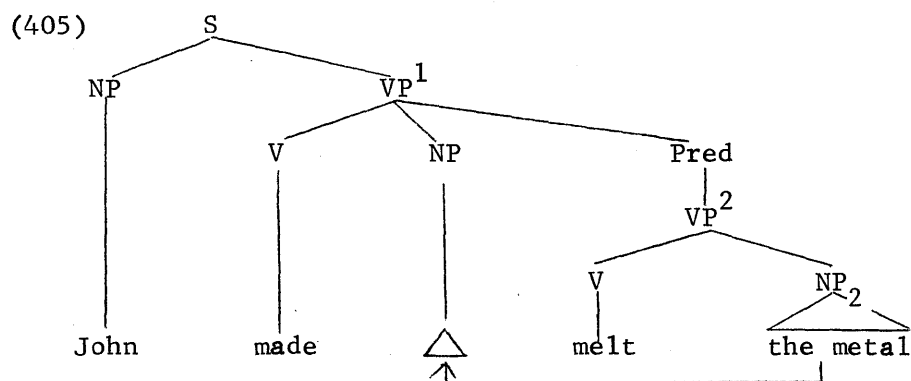 (405)
S
NP VP1
V NP Pred
VP2
V NP2
John made melt the metal